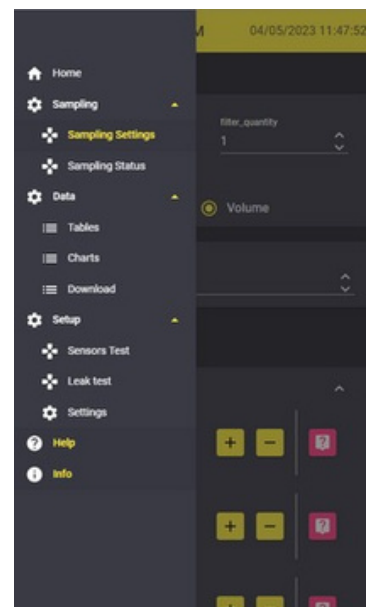 M 04/05/2023 11:47:52
Home
Sampling
Sampling Settings
Sampling Status
Data
Tables
Charts
Download
Setup
Sensors Test
Leak test
Settings
Help
Info
filter_quantity
1
Volume